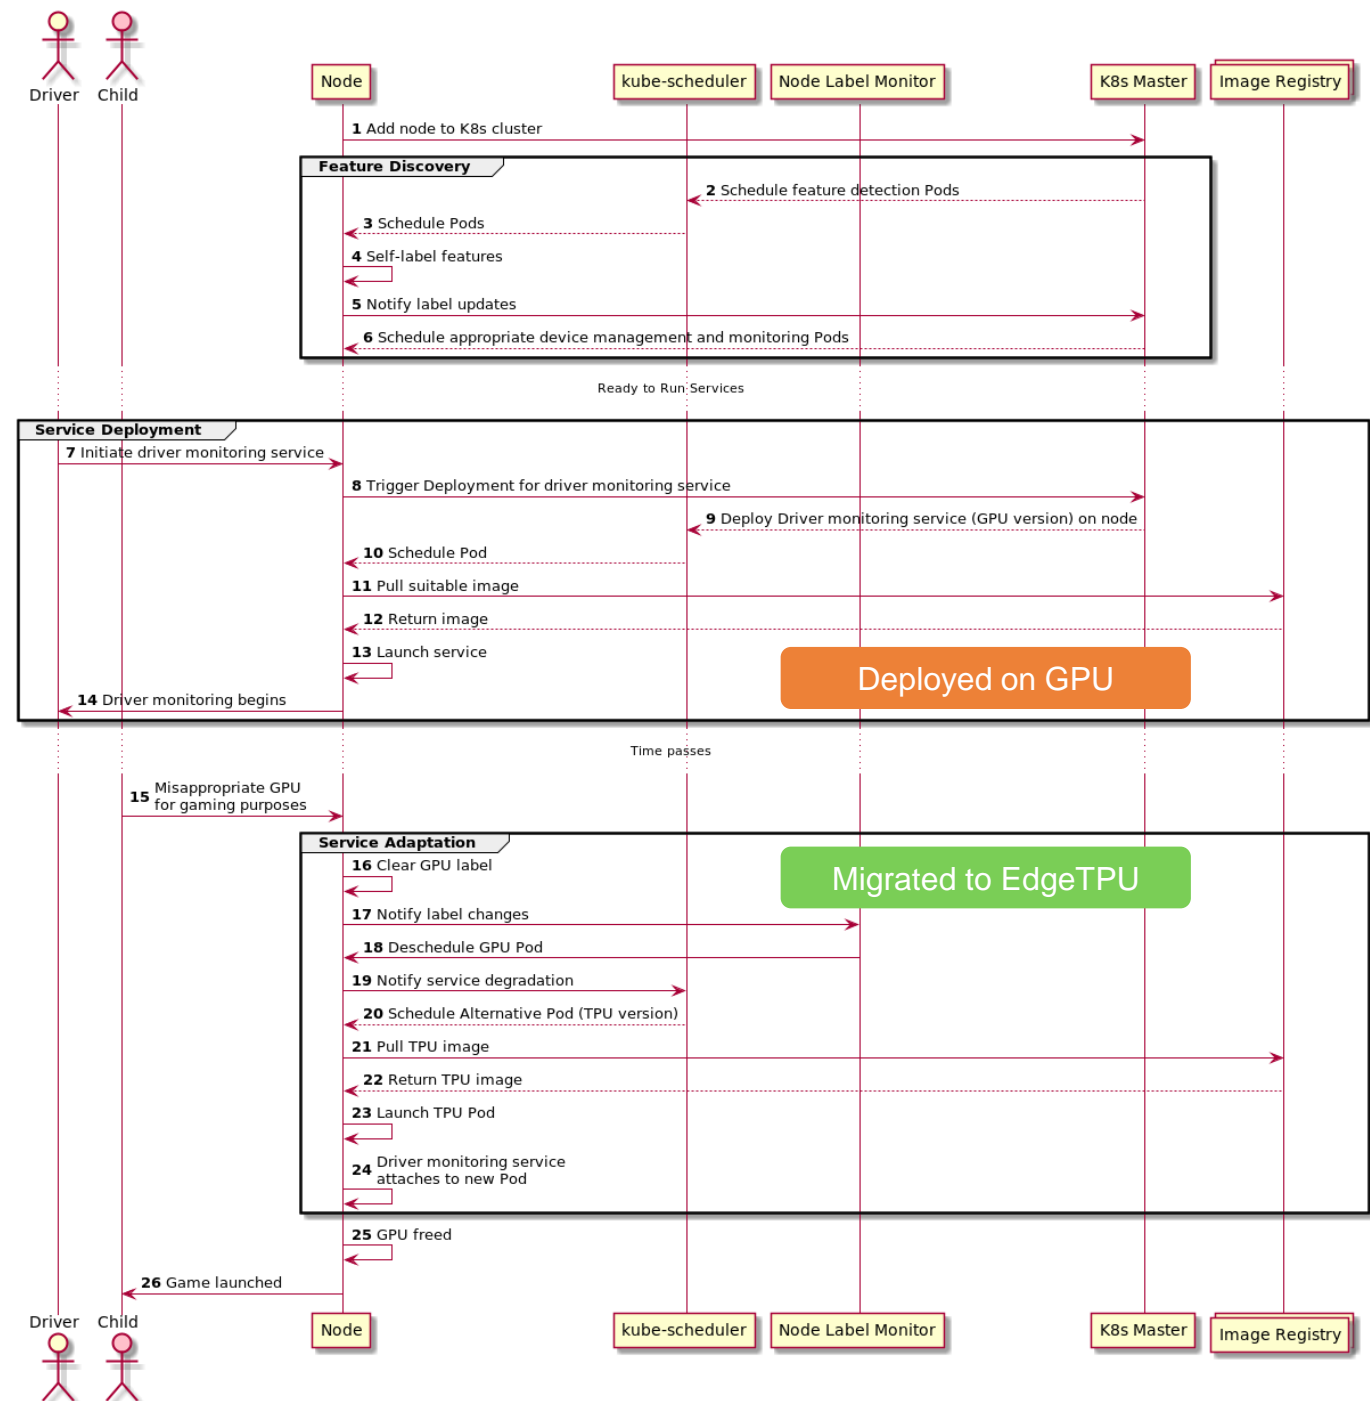 Driver Child
Node
kube-scheduler
Node Label Monitor
K8s Master
Image Registry
1 Add node to K8s cluster
Feature Discovery
2 Schedule feature detection Pods
3 Schedule Pods
4 Self-label features
5 Notify label updates
6 Schedule appropriate device management and monitoring Pods
Ready to Run Services
Service Deployment
7 Initiate driver monitoring service
8 Trigger Deployment for driver monitoring service
9 Deploy Driver monitoring service (GPU version) on node
10 Schedule Pod
11 Pull suitable image
12 Return image
13 Launch service
Deployed on GPU
14 Driver monitoring begins
Time passes
15 Misappropriate GPU
for gaming purposes
Service Adaptation
16 Clear GPU label
Migrated to EdgeTPU
17 Notify label changes
18 Deschedule GPU Pod
19 Notify service degradation
20 Schedule Alternative Pod (TPU version)
21 Pull TPU image
22 Return TPU image
23 Launch TPU Pod
24 Driver monitoring service
attaches to new Pod
25 GPU freed
26 Game launched
Driver Child
Node
kube-scheduler
Node Label Monitor
K8s Master
Image Registry